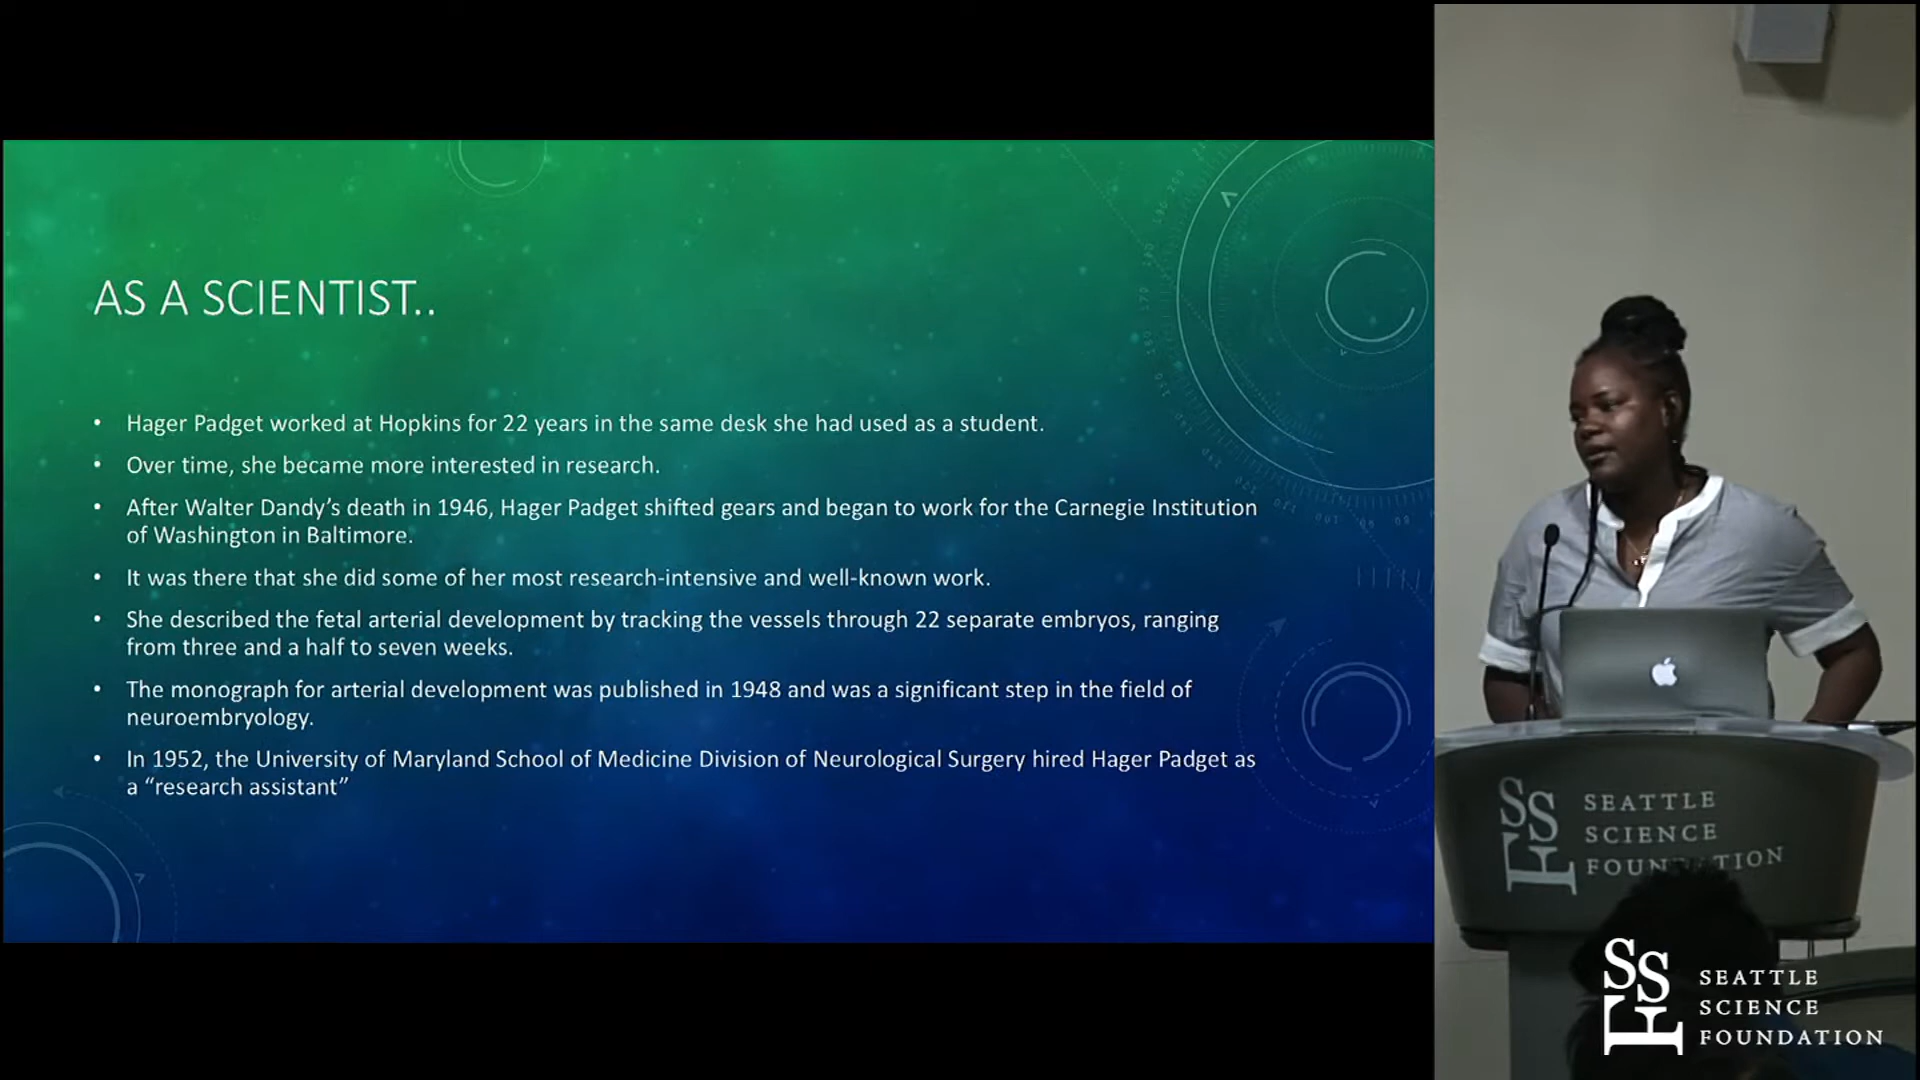 AS A SCIENTIST..
• Hager Padget worked at Hopkins for 22 years in the same desk she had used as a student.
• Over time, she became more interested in research.
• After Walter Dandy's death in 1946, Hager Padget shifted gears and began to work for the Carnegie Institution
of Washington in Baltimore.
• It was there that she did some of her most research-intensive and well-known work.
• She described the fetal arterial development by tracking the vessels through 22 separate embryos, ranging
from three and a half to seven weeks.
• The monograph for arterial development was published in 1948 and was a significant step in the field of
neuroembryology.
• In 1952, the University of Maryland School of Medicine Division of Neurological Surgery hired Hager Padget as
a “research assistant”
SSF
SEATTLE
SCIENCE
FOUNDATION
SSF
SEATTLE
SCIENCE
FOUNDATION